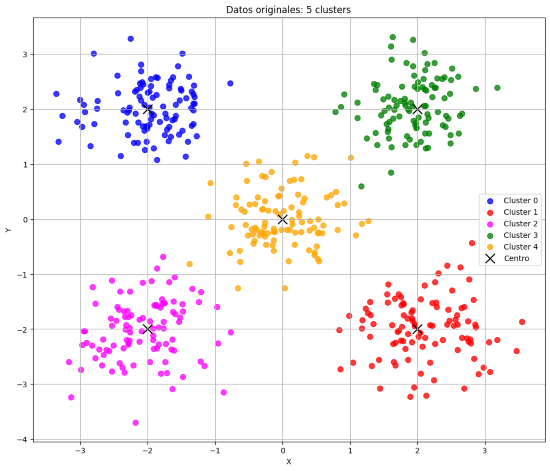 Datos originales: 5 clusters
Y
3
2
1
0
−1
−2
−3
−4
Cluster 0
Cluster 1
Cluster 2
Cluster 3
Cluster 4
Centro
−3
−2
−1
0
1
2
3
X